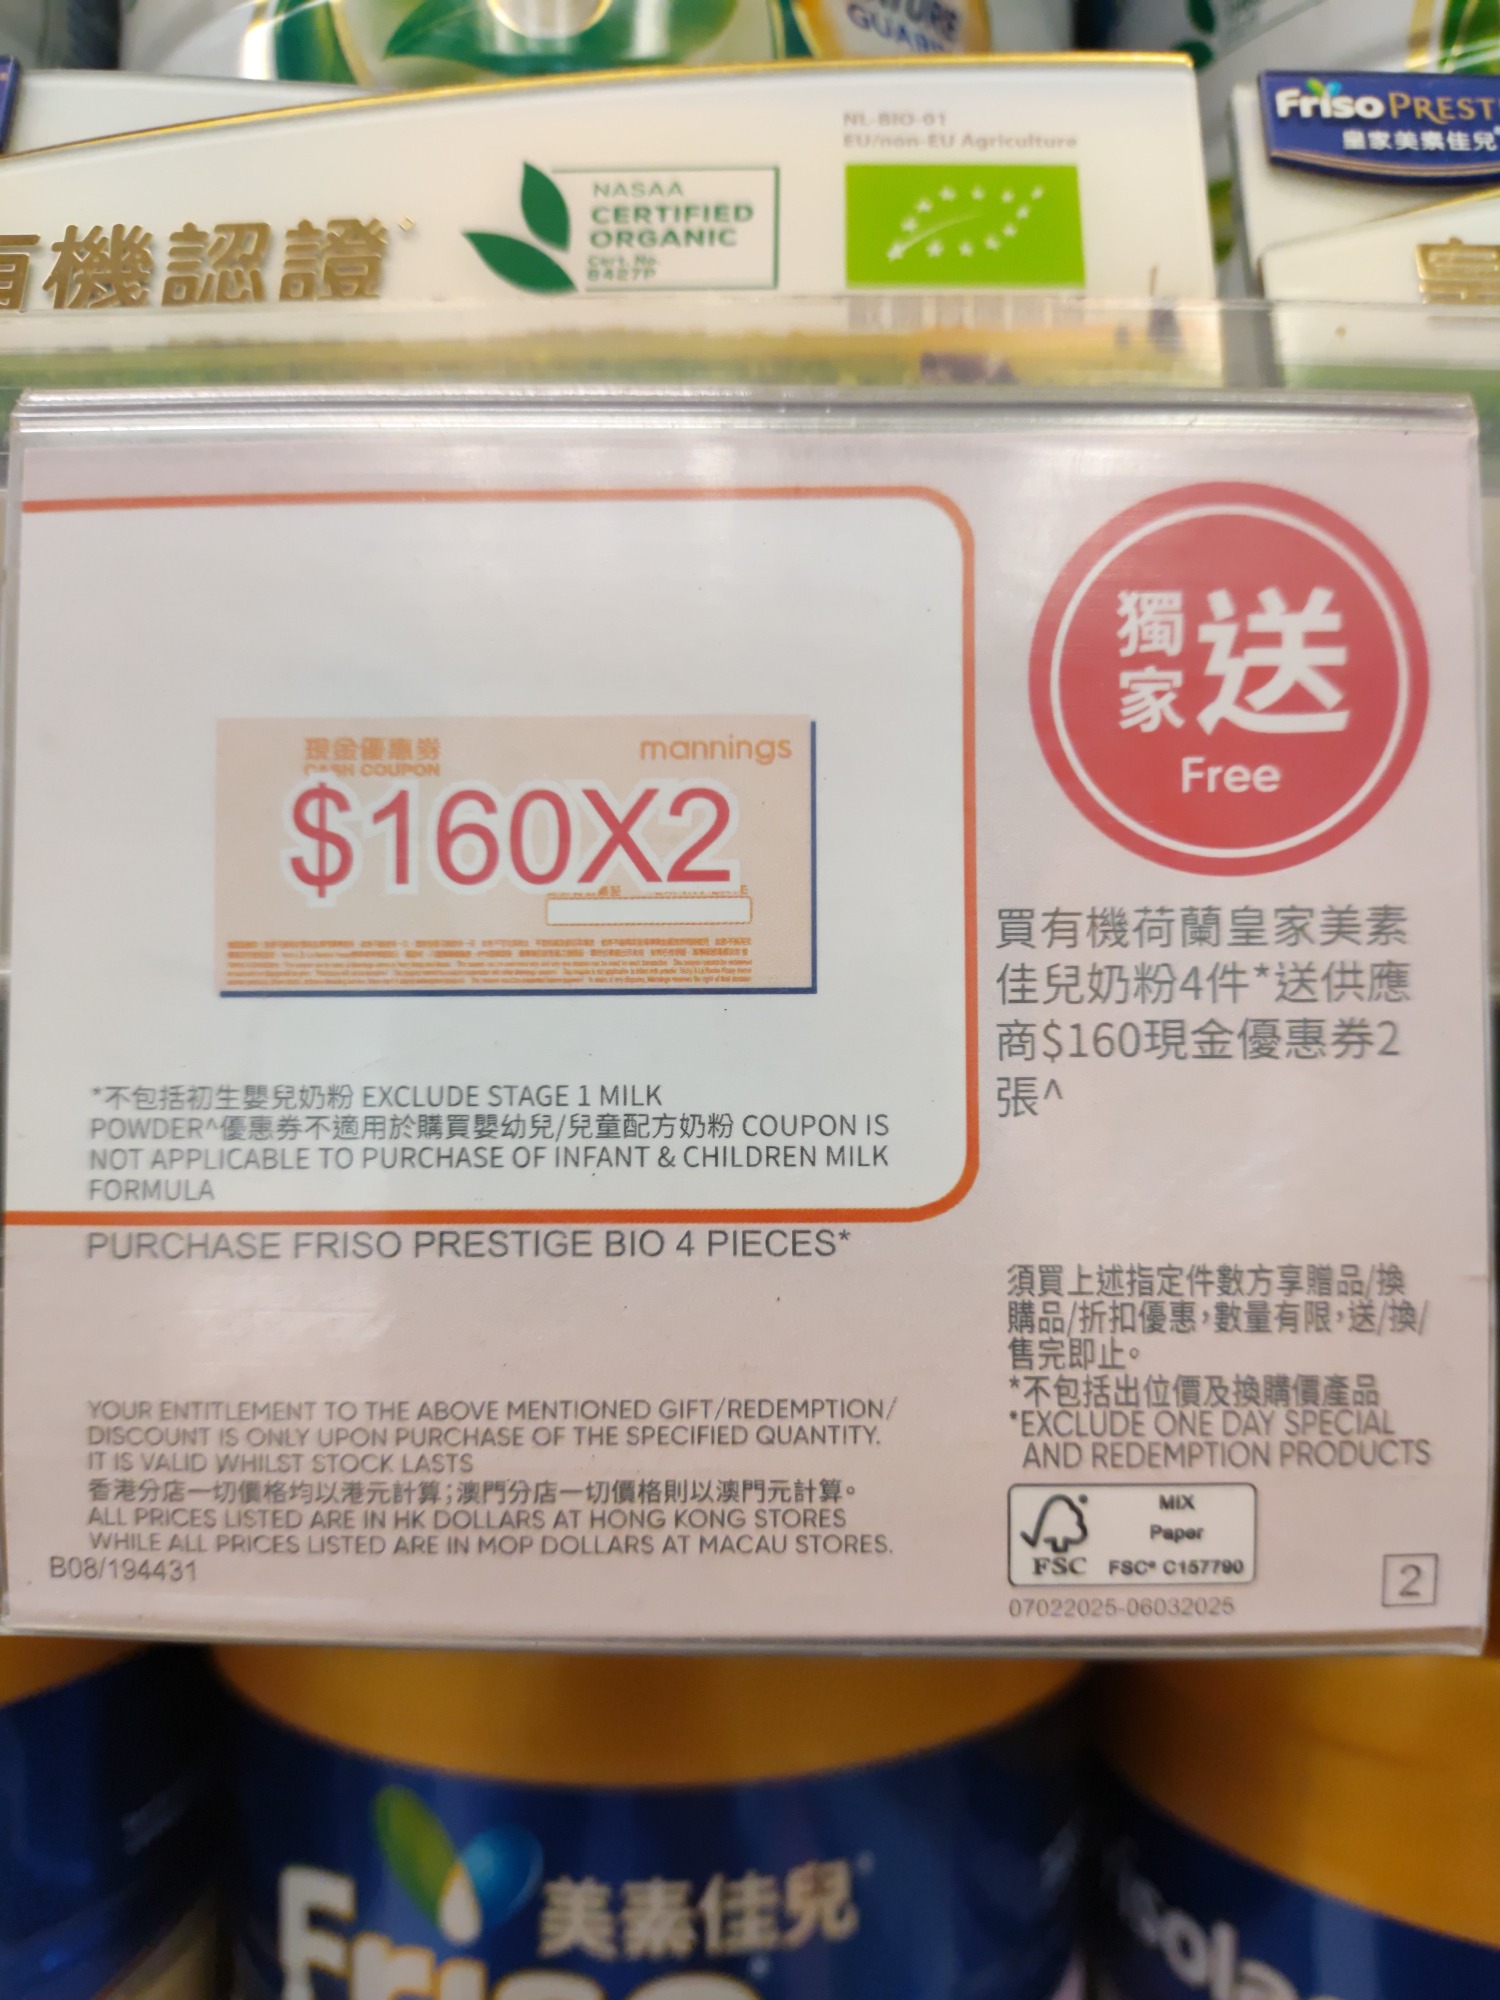 GUARD
NL-BIO-01
EU/non-EU Agriculture
Friso PREST
皇家美素佳兒
NASAA
CERTIFIED
ORGANIC
Cert. No.
8427P
有機認證
獨家送
Free
現金優惠券
mannings
CASH COUPON
$160X2
買有機荷蘭皇家美素
佳兒奶粉4件*送供應
商$160現金優惠券2
張^
*不包括初生嬰兒奶粉 EXCLUDE STAGE 1 MILK
POWDER^優惠券不適用於購買嬰幼兒/兒童配方奶粉 COUPON IS
NOT APPLICABLE TO PURCHASE OF INFANT & CHILDREN MILK
FORMULA
PURCHASE FRISO PRESTIGE BIO 4 PIECES*
須買上述指定件數方享贈品/換
購品/折扣優惠，數量有限，送/換/
售完即止。
*不包括出位價及換購價產品
*EXCLUDE ONE DAY SPECIAL
AND REDEMPTION PRODUCTS
YOUR ENTITLEMENT TO THE ABOVE MENTIONED GIFT/REDEMPTION/
DISCOUNT IS ONLY UPON PURCHASE OF THE SPECIFIED QUANTITY.
IT IS VALID WHILST STOCK LASTS
香港分店一切價格均以港元計算；澳門分店一切價格則以澳門元計算。
ALL PRICES LISTED ARE IN HK DOLLARS AT HONG KONG STORES
WHILE ALL PRICES LISTED ARE IN MOP DOLLARS AT MACAU STORES.
B08/194431
MIX
Paper
FSC FSC® C157790
2
07022025-06032025
美素佳兒
Friso